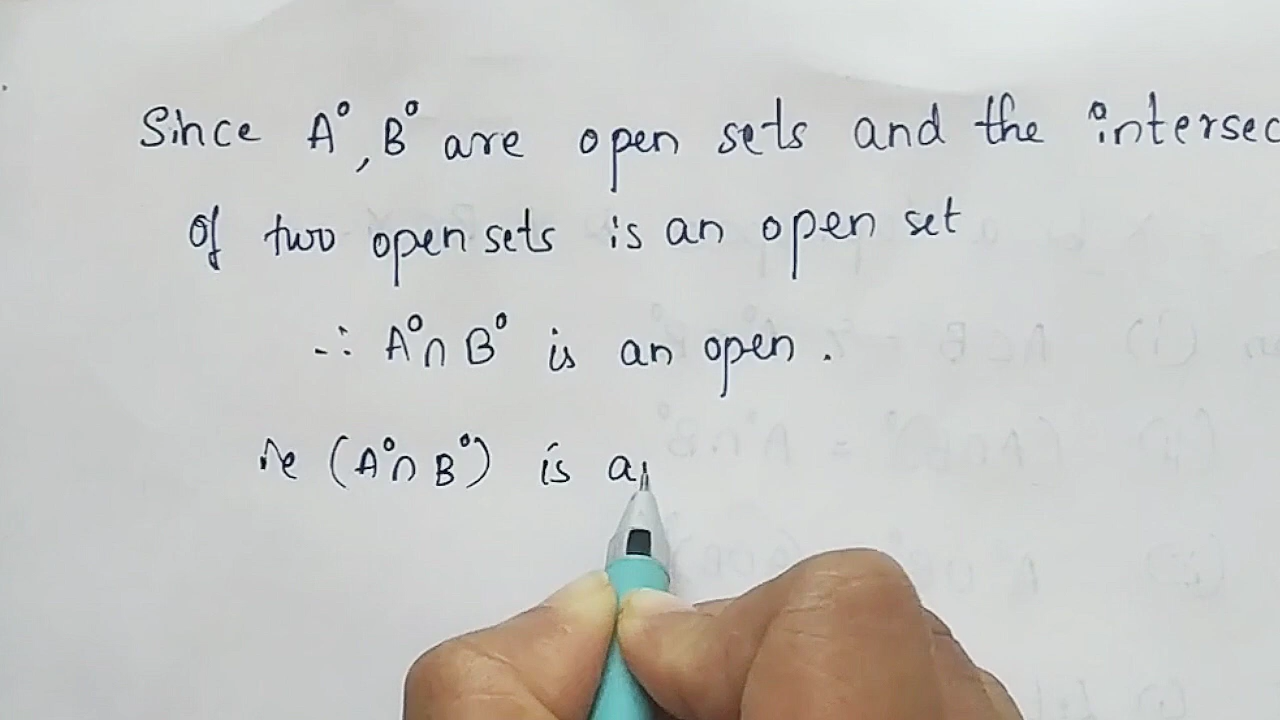 Since A°, B° are open sets and the intersec
of two open sets is an open set
∴ A°∩ B° is an open.
ie (A°∩ B°) is an